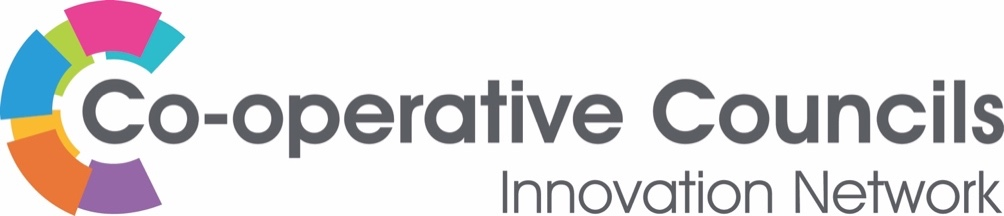 Co-operative Councils
Innovation Network